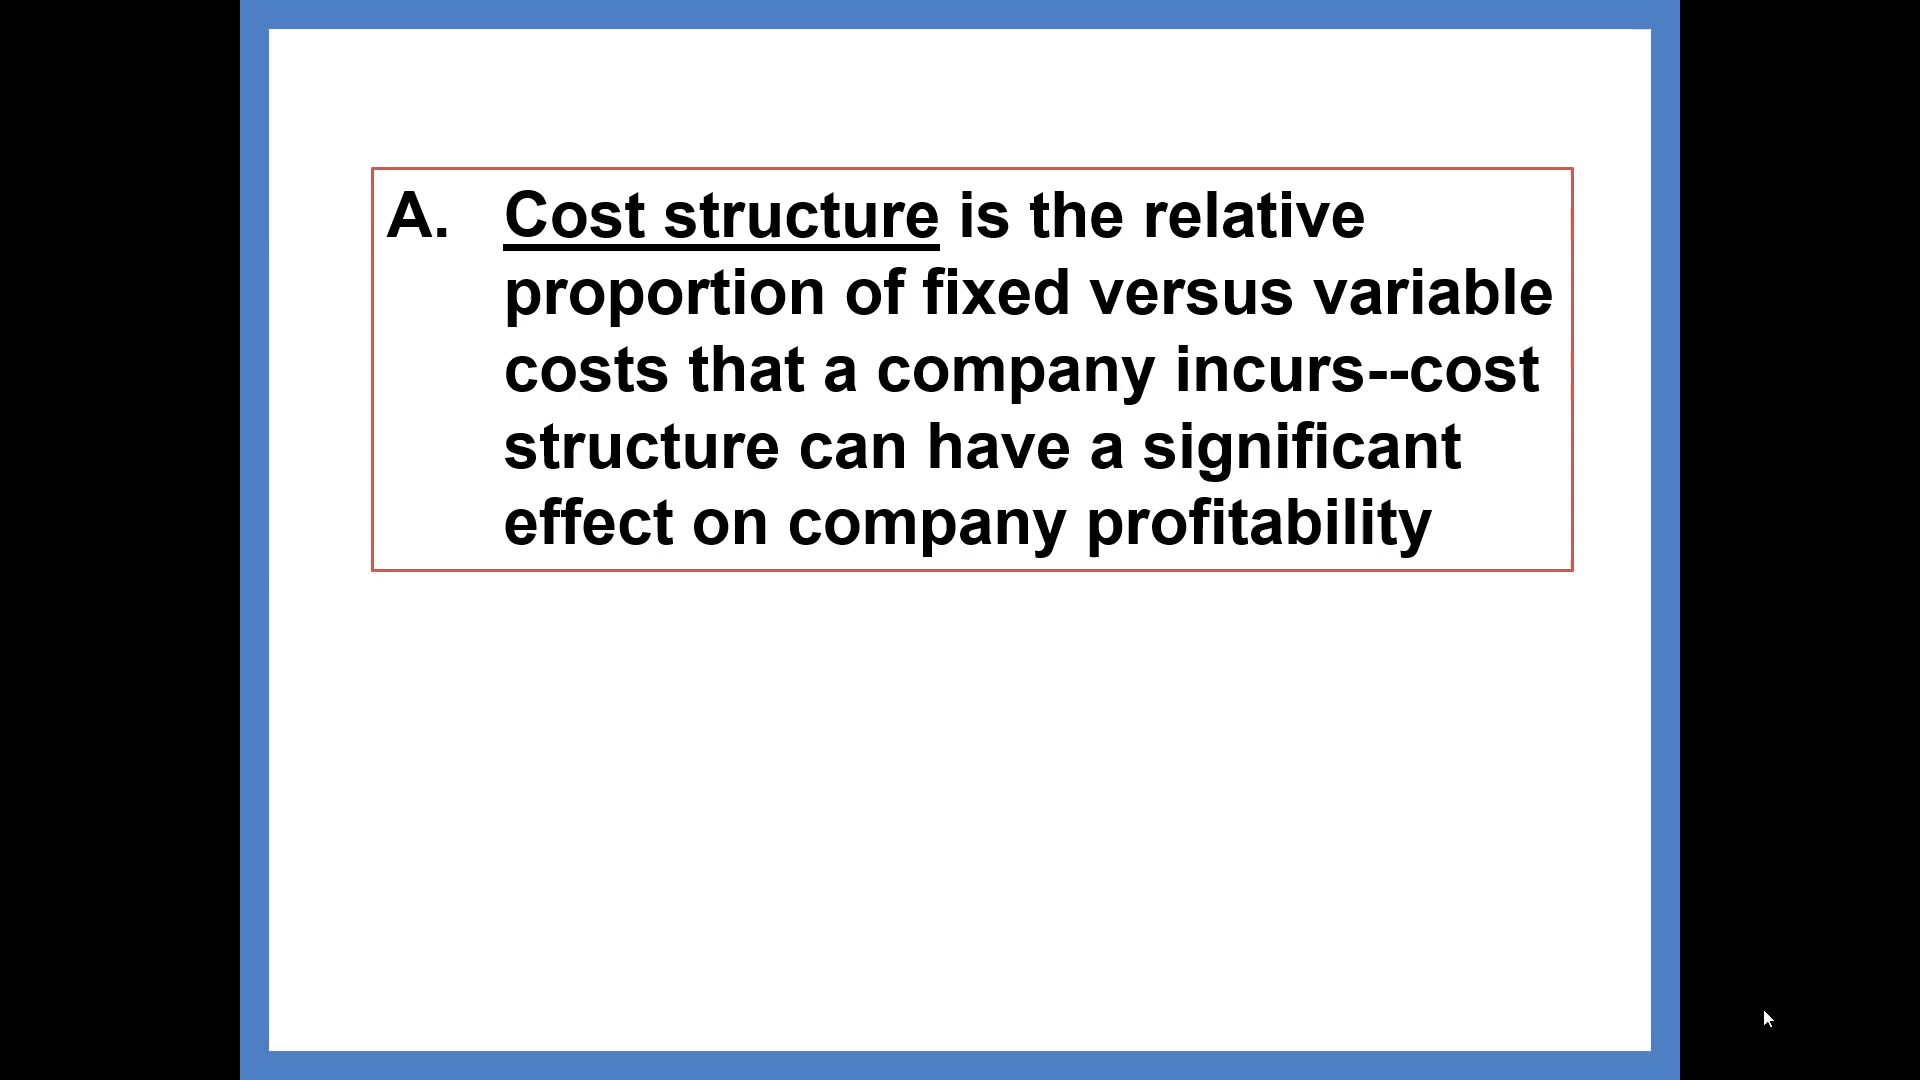 A. Cost structure is the relative
proportion of fixed versus variable
costs that a company incurs--cost
structure can have a significant
effect on company profitability